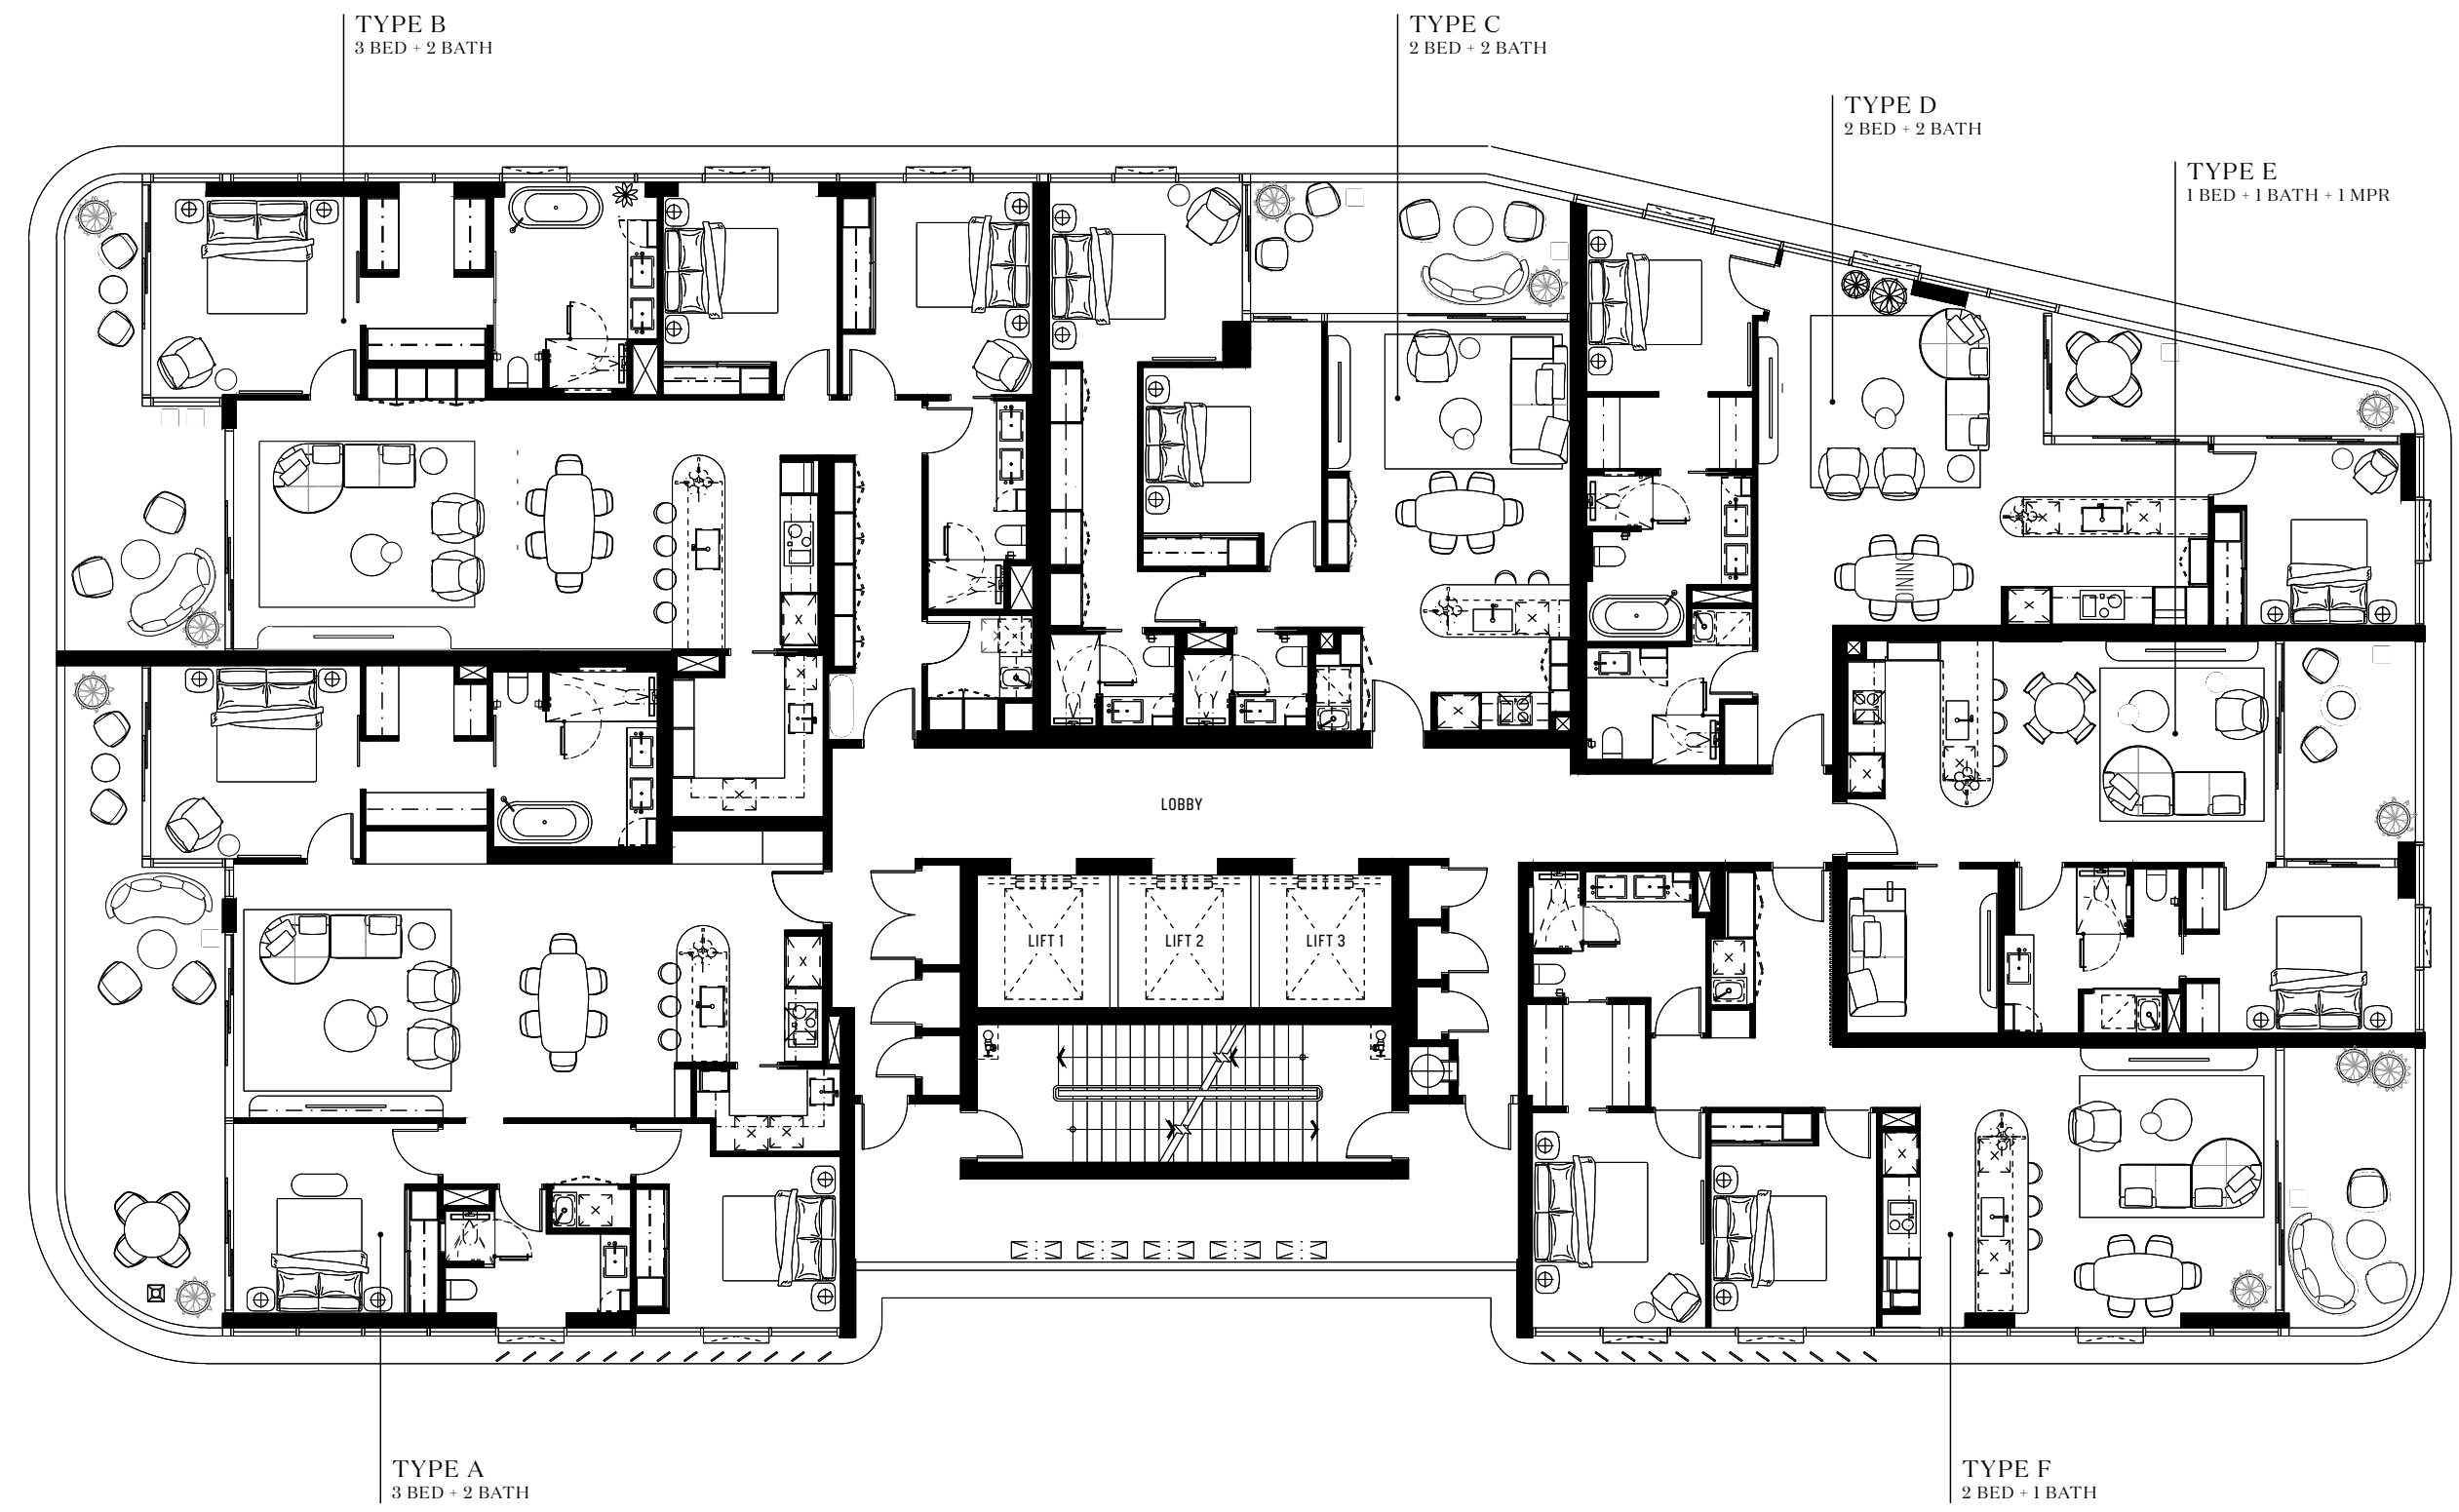 TYPE B
3 BED + 2 BATH
TYPE C
2 BED + 2 BATH
TYPE D
2 BED + 2 BATH
TYPE E
1 BED + 1 BATH + 1 MPR
LOBBY
LIFT 1
LIFT 2
LIFT 3
TYPE A
3 BED + 2 BATH
TYPE F
2 BED + 1 BATH